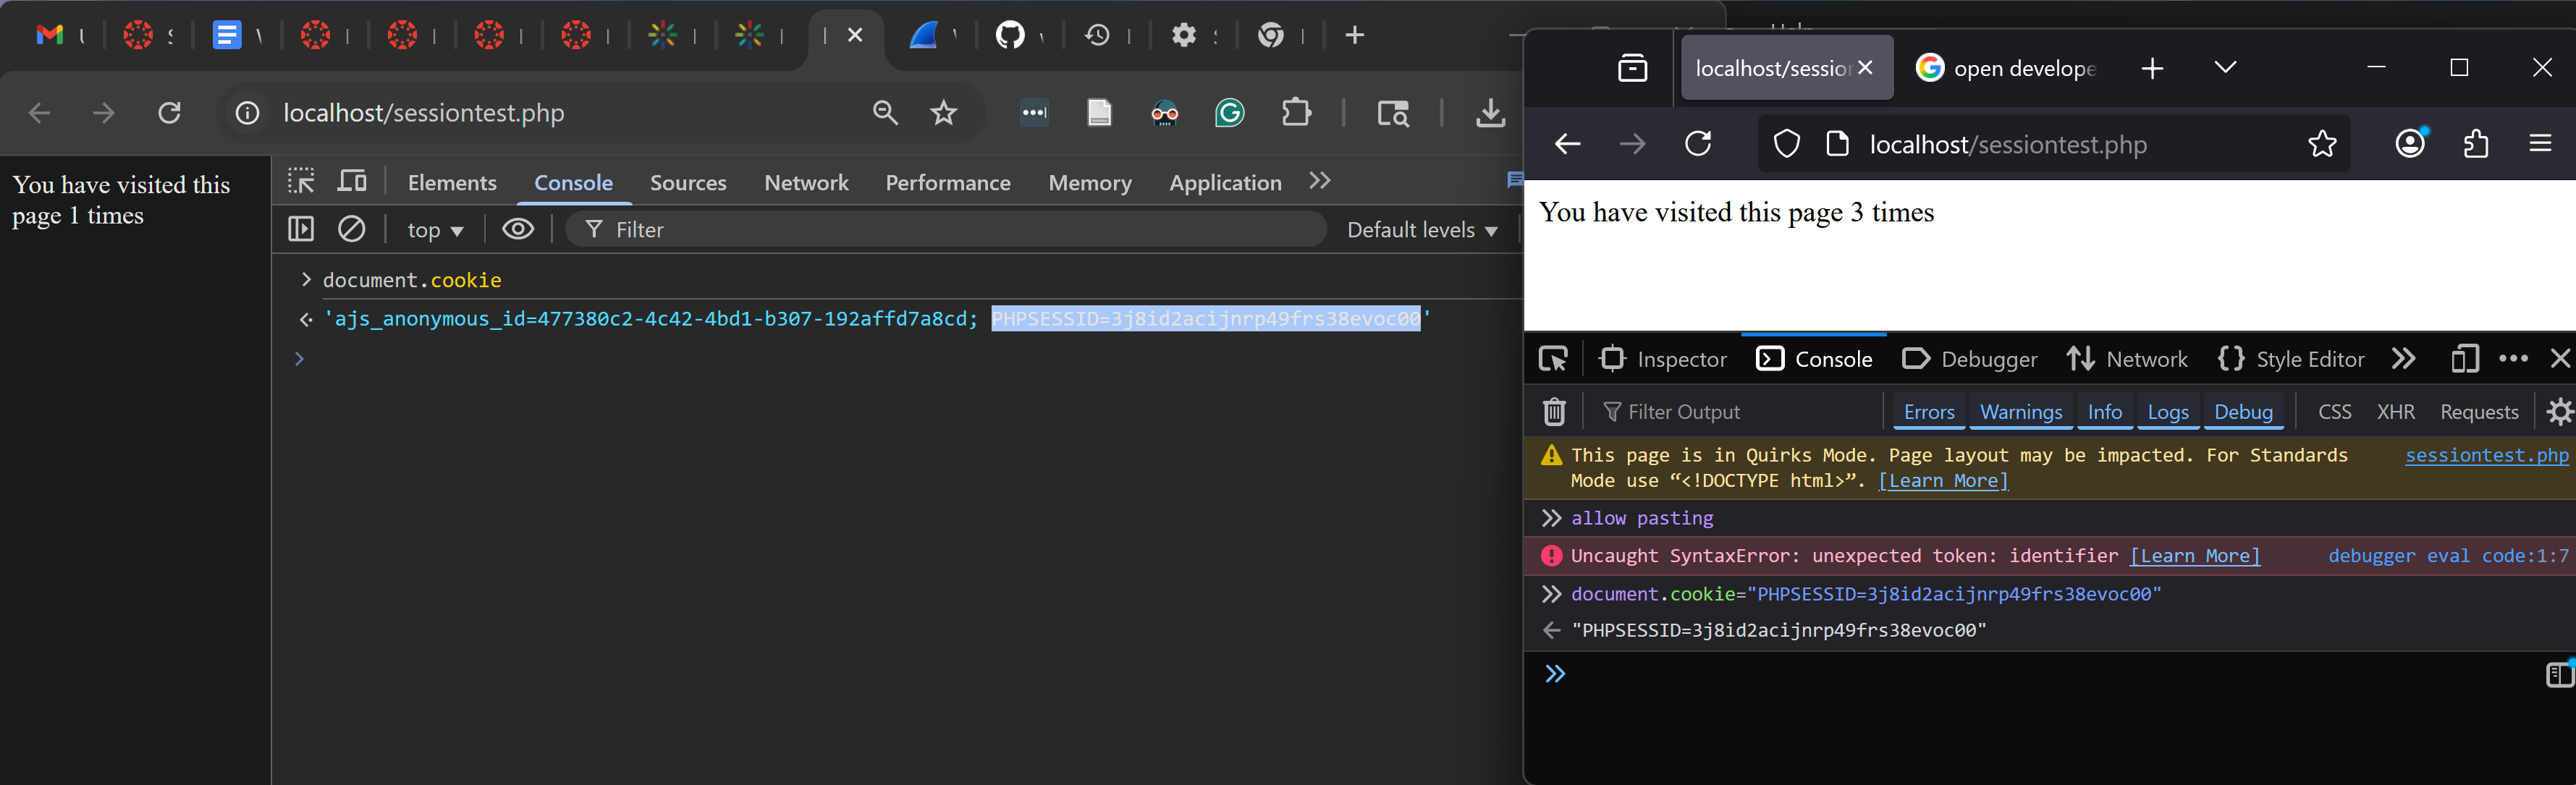 Help
localhost/sessiontest.php
You have visited this
page 1 times
Elements Console Sources Network Performance Memory Application
top Filter Default levels
document.cookie
'ajs_anonymous_id=477380c2-4c42-4bd1-b307-192affd7a8cd; PHPSESSID=3j8id2acijnrp49frs38evoc00'
localhost/session open develope
localhost/sessiontest.php
You have visited this page 3 times
Inspector Console Debugger Network Style Editor
Filter Output Errors Warnings Info Logs Debug CSS XHR Requests
This page is in Quirks Mode. Page layout may be impacted. For Standards sessiontest.php
Mode use “<!DOCTYPE html>”. [Learn More]
allow pasting
Uncaught SyntaxError: unexpected token: identifier [Learn More] debugger eval code:1:7
document.cookie="PHPSESSID=3j8id2acijnrp49frs38evoc00"
"PHPSESSID=3j8id2acijnrp49frs38evoc00"